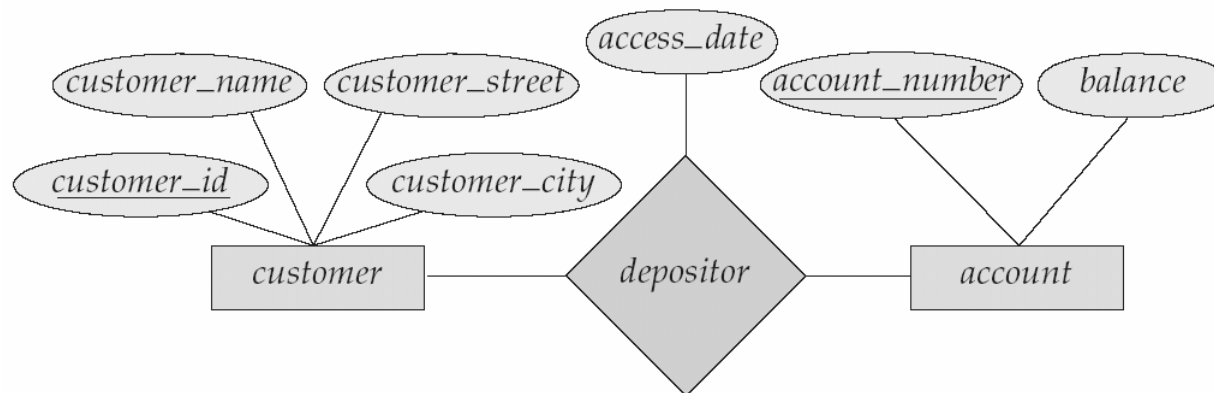 access_date
customer_name
customer_street
account_number
balance
customer_id
customer_city
customer
depositor
account